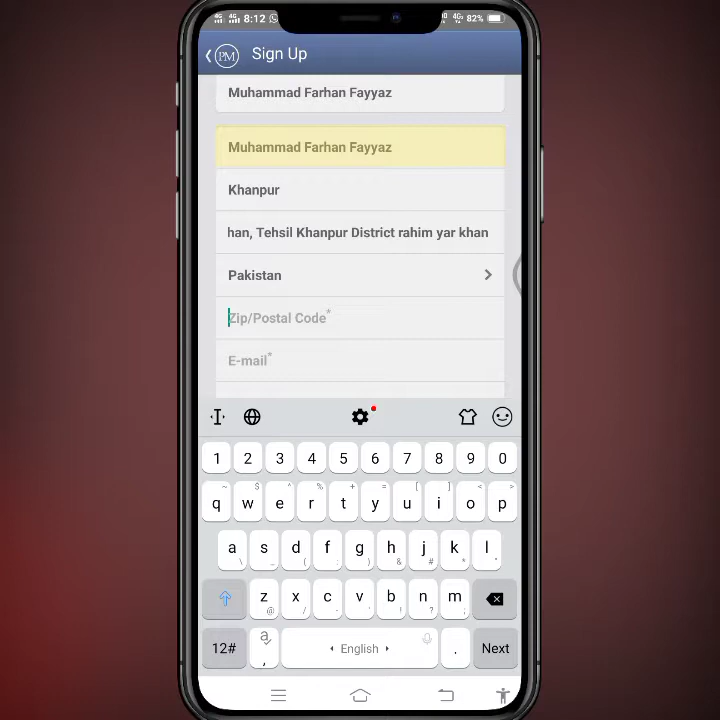 8:12
82%
PM
Sign Up
Muhammad Farhan Fayyaz
Muhammad Farhan Fayyaz
Khanpur
han, Tehsil Khanpur District rahim yar khan
Pakistan
Zip/Postal Code*
E-mail*
1 2 3 4 5 6 7 8 9 0
q w e r t y u i o p
a s d f g h j k l
z x c v b n m
12# , English . Next